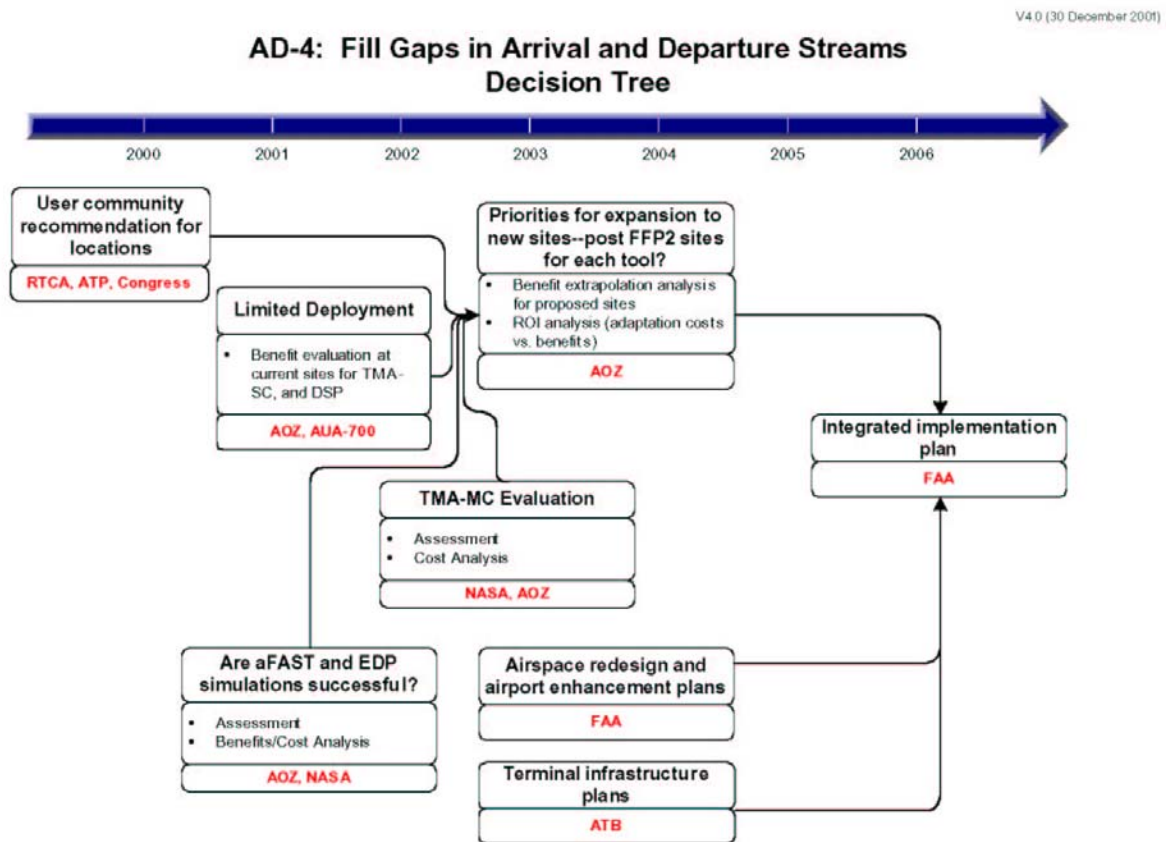 V4.0 (30 December 2001)
AD-4: Fill Gaps in Arrival and Departure Streams
Decision Tree
2000 2001 2002 2003 2004 2005 2006
User community
recommendation for
locations
RTCA, ATP, Congress
Limited Deployment
▪ Benefit evaluation at
current sites for TMA-
SC, and DSP
AOZ, AUA-700
Priorities for expansion to
new sites--post FFP2 sites
for each tool?
▪ Benefit extrapolation analysis
for proposed sites
▪ ROI analysis (adaptation costs
vs. benefits)
AOZ
Integrated implementation
plan
FAA
TMA-MC Evaluation
▪ Assessment
▪ Cost Analysis
NASA, AOZ
Are aFAST and EDP
simulations successful?
▪ Assessment
▪ Benefits/Cost Analysis
AOZ, NASA
Airspace redesign and
airport enhancement plans
FAA
Terminal infrastructure
plans
ATB